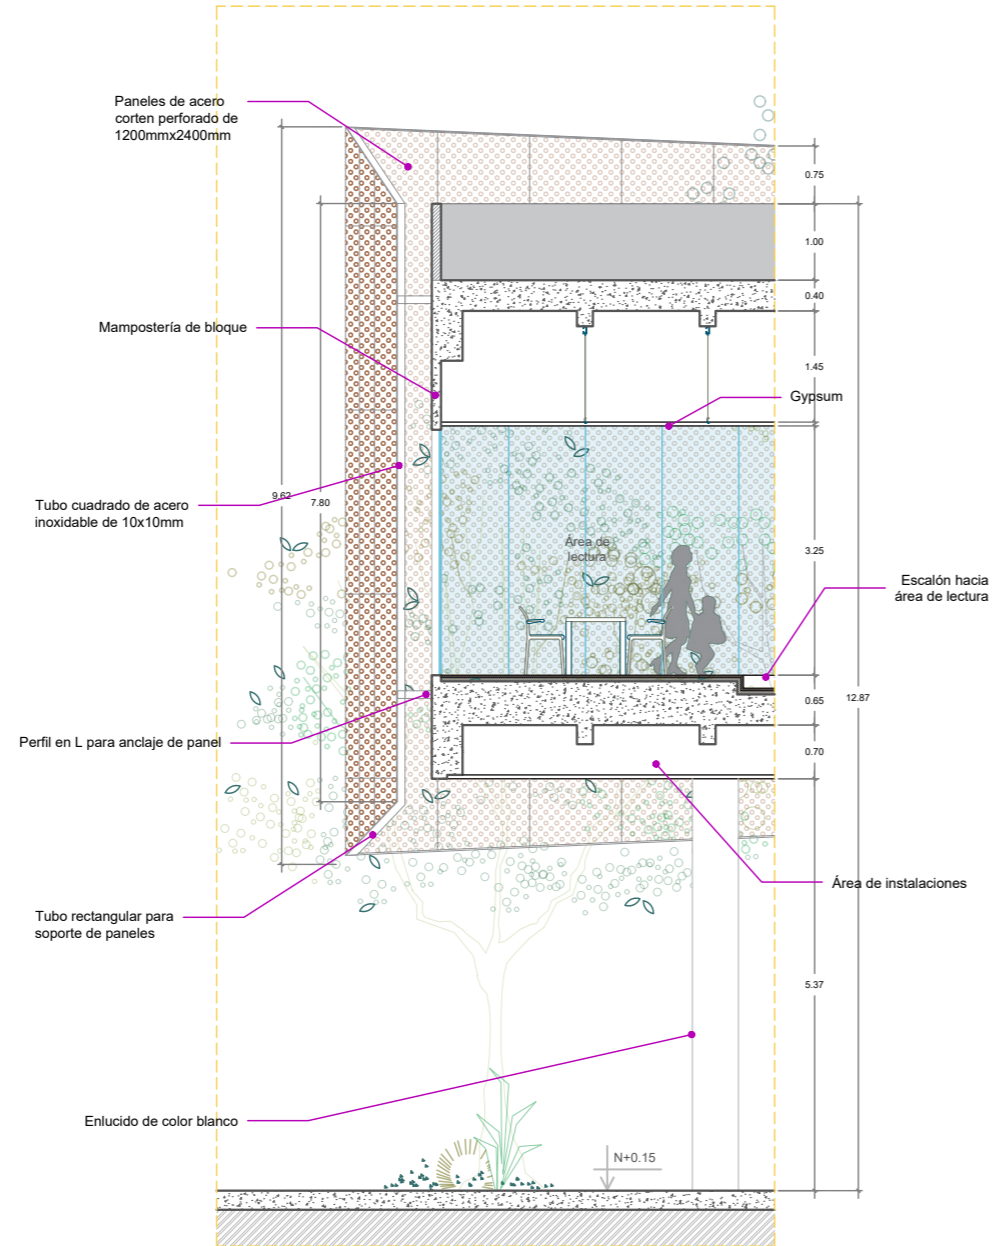 Paneles de acero
corten perforado de
1200mmx2400mm
0.75
1.00
0.40
Mampostería de bloque
1.45
Gypsum
9.62
7.80
Tubo cuadrado de acero
inoxidable de 10x10mm
Área de
lectura
3.25
Escalón hacia
área de lectura
0.65
12.87
Perfil en L para anclaje de panel
0.70
Área de instalaciones
Tubo rectangular para
soporte de paneles
5.37
Enlucido de color blanco
N+0.15